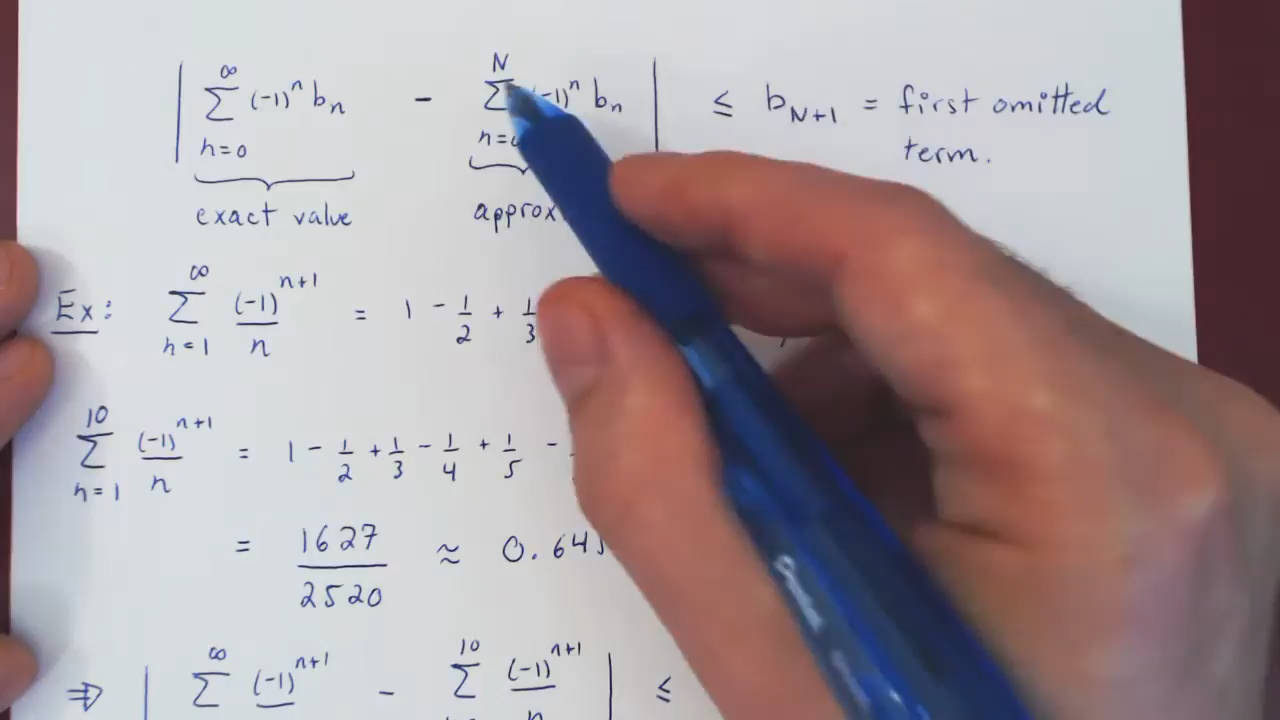 | ∞ Σ n=0 (-1)^n b_n - N Σ n= -1)^n b_n | ≤ b_{N+1} = first omitted
term.
exact value approx
Ex: ∞ Σ n=1 (-1)^{n+1} / n = 1 - 1/2 + 1/3
10 Σ n=1 (-1)^{n+1} / n = 1 - 1/2 + 1/3 - 1/4 + 1/5 -
= 1627/2520 ≈ 0.645
⇒ | ∞ Σ (-1)^{n+1} - 10 Σ (-1)^{n+1} / n | ≤